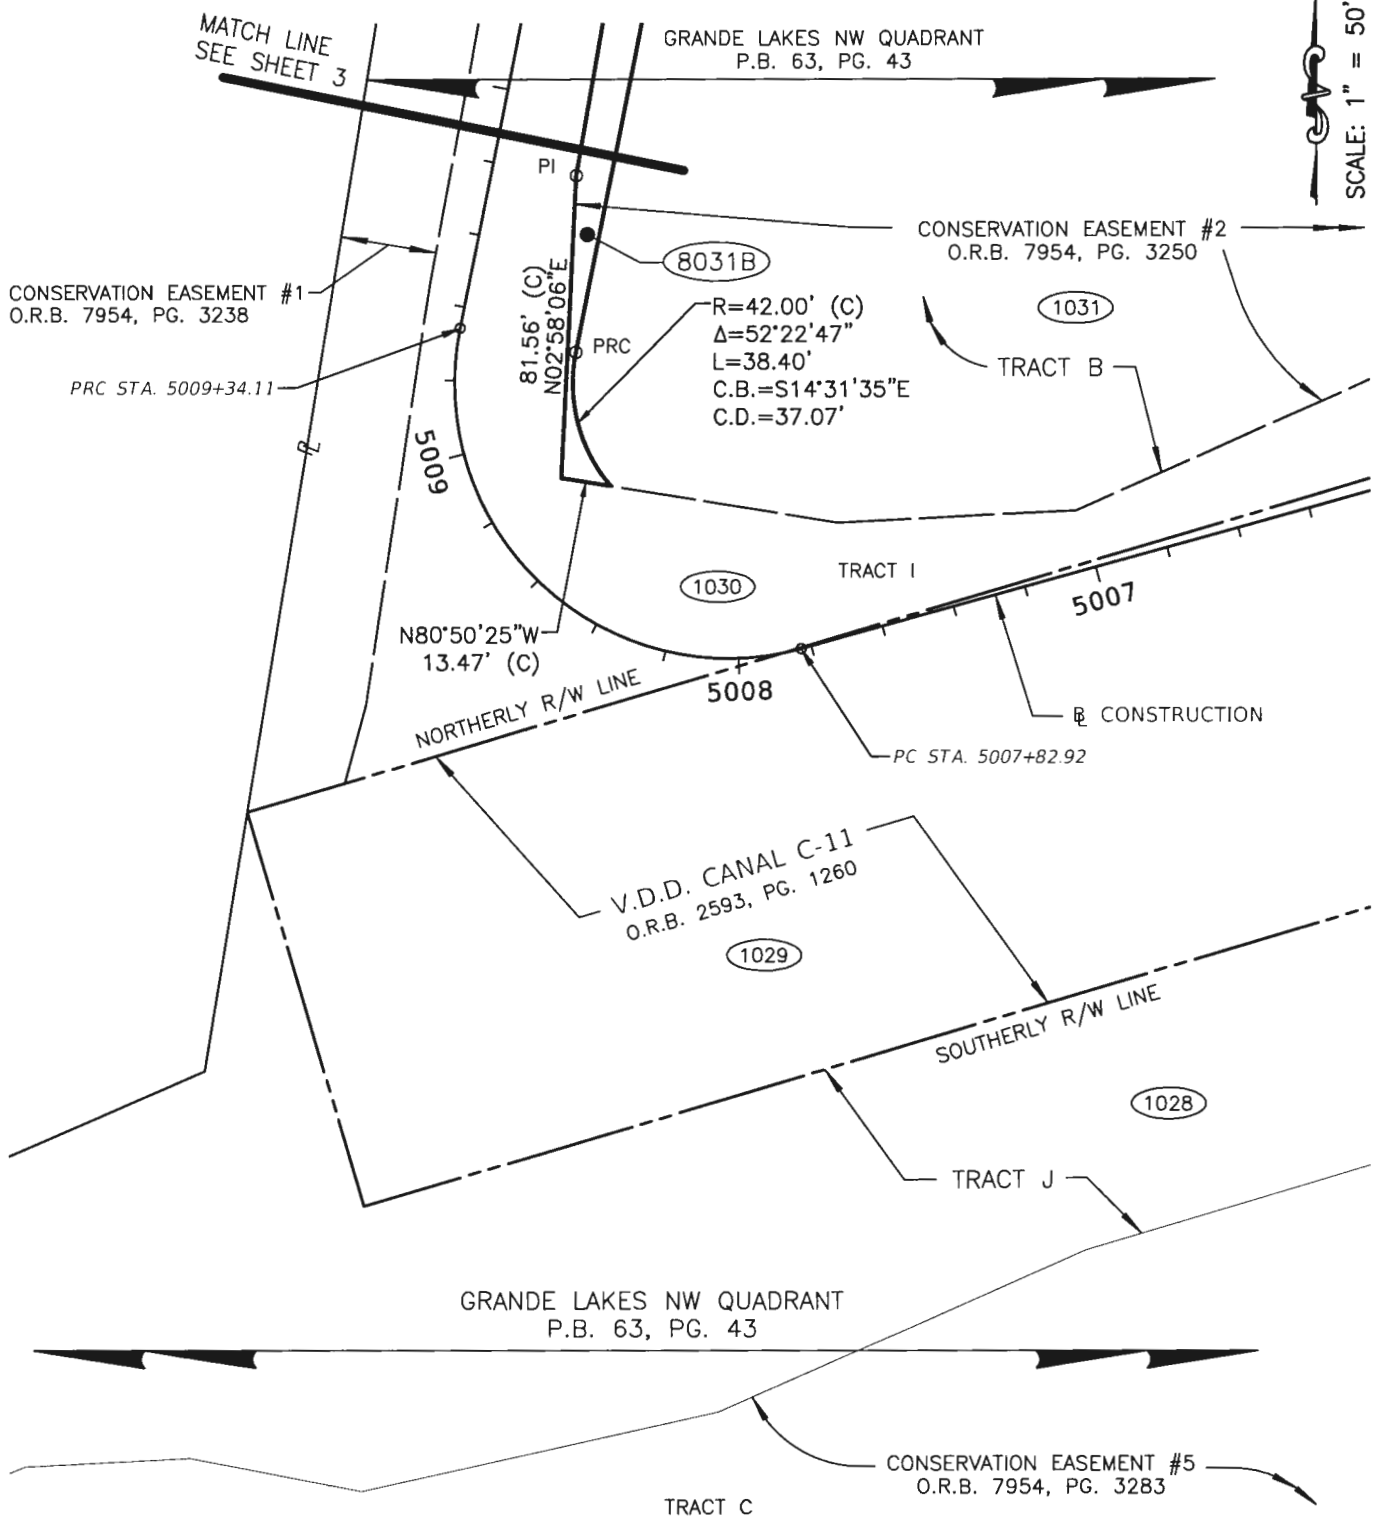 MATCH LINE
SEE SHEET 3
GRANDE LAKES NW QUADRANT
P.B. 63, PG. 43
SCALE: 1" = 50'
PI
CONSERVATION EASEMENT #2
O.R.B. 7954, PG. 3250
8031B
CONSERVATION EASEMENT #1
O.R.B. 7954, PG. 3238
81.56' (C)
N02°58'06"E
R=42.00' (C)
Δ=52°22'47"
L=38.40'
C.B.=S14°31'35"E
C.D.=37.07'
1031
PRC
TRACT B
PRC STA. 5009+34.11
PL
5009
TRACT I
1030
5007
N80°50'25"W
13.47' (C)
5008
NORTHERLY R/W LINE
BL CONSTRUCTION
PC STA. 5007+82.92
V.D.D. CANAL C-11
O.R.B. 2593, PG. 1260
1029
SOUTHERLY R/W LINE
1028
TRACT J
GRANDE LAKES NW QUADRANT
P.B. 63, PG. 43
CONSERVATION EASEMENT #5
O.R.B. 7954, PG. 3283
TRACT C